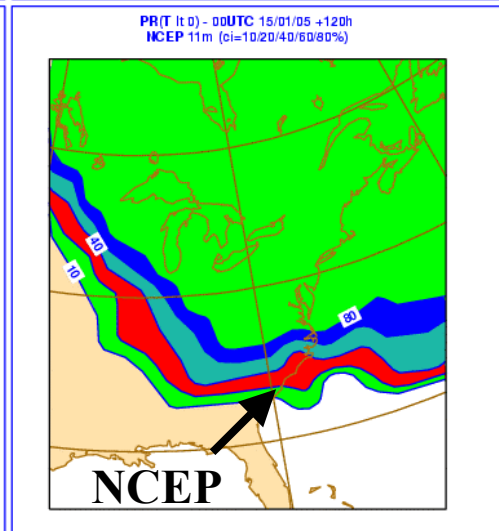 PR(T lt 0) - 00UTC 15/01/05 +120h
NCEP 11m (ci=10/20/40/60/80%)
40
10
80
NCEP